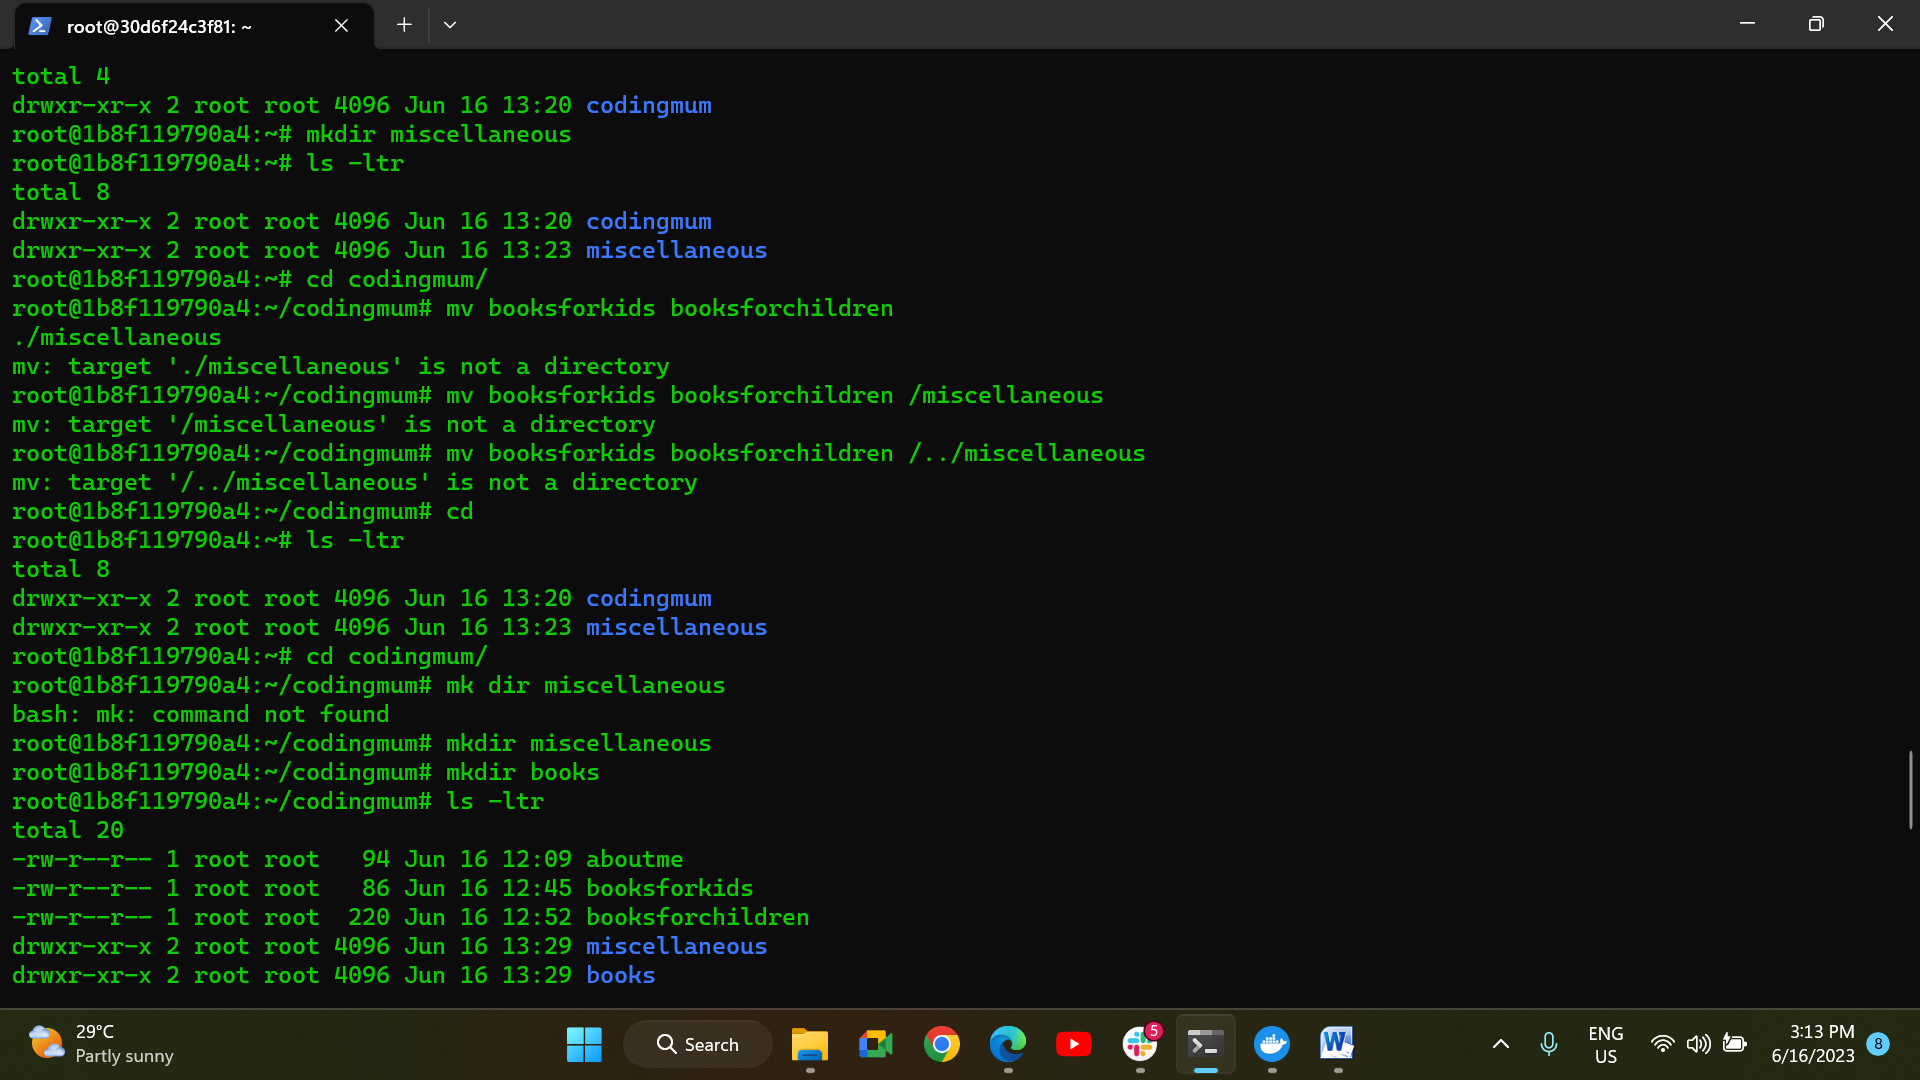 root@30d6f24c3f81: ~
total 4
drwxr-xr-x 2 root root 4096 Jun 16 13:20 codingmum
root@1b8f119790a4:~# mkdir miscellaneous
root@1b8f119790a4:~# ls -ltr
total 8
drwxr-xr-x 2 root root 4096 Jun 16 13:20 codingmum
drwxr-xr-x 2 root root 4096 Jun 16 13:23 miscellaneous
root@1b8f119790a4:~# cd codingmum/
root@1b8f119790a4:~/codingmum# mv booksforkids booksforchildren
./miscellaneous
mv: target './miscellaneous' is not a directory
root@1b8f119790a4:~/codingmum# mv booksforkids booksforchildren /miscellaneous
mv: target '/miscellaneous' is not a directory
root@1b8f119790a4:~/codingmum# mv booksforkids booksforchildren /../miscellaneous
mv: target '/../miscellaneous' is not a directory
root@1b8f119790a4:~/codingmum# cd
root@1b8f119790a4:~# ls -ltr
total 8
drwxr-xr-x 2 root root 4096 Jun 16 13:20 codingmum
drwxr-xr-x 2 root root 4096 Jun 16 13:23 miscellaneous
root@1b8f119790a4:~# cd codingmum/
root@1b8f119790a4:~/codingmum# mk dir miscellaneous
bash: mk: command not found
root@1b8f119790a4:~/codingmum# mkdir miscellaneous
root@1b8f119790a4:~/codingmum# mkdir books
root@1b8f119790a4:~/codingmum# ls -ltr
total 20
-rw-r--r-- 1 root root   94 Jun 16 12:09 aboutme
-rw-r--r-- 1 root root   86 Jun 16 12:45 booksforkids
-rw-r--r-- 1 root root  220 Jun 16 12:52 booksforchildren
drwxr-xr-x 2 root root 4096 Jun 16 13:29 miscellaneous
drwxr-xr-x 2 root root 4096 Jun 16 13:29 books
29°C
Partly sunny
Search
5
W
ENG
US
3:13 PM
6/16/2023
8